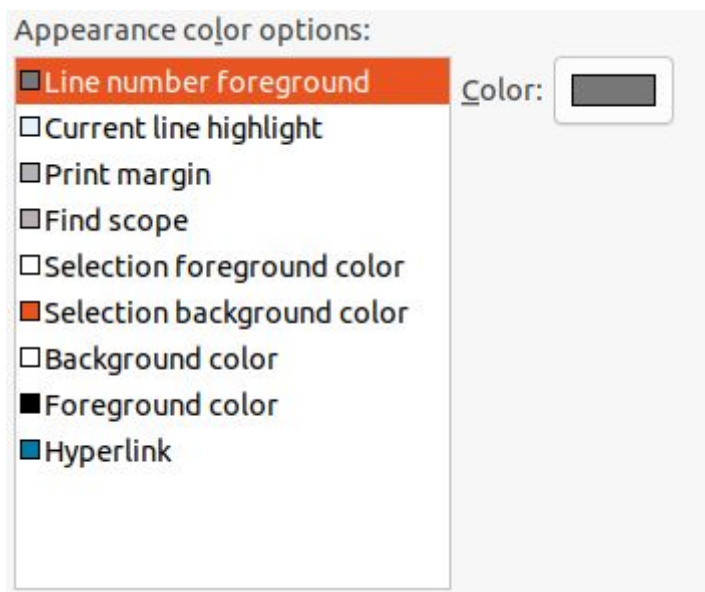 Appearance color options:
Line number foreground
Color:
Current line highlight
Print margin
Find scope
Selection foreground color
Selection background color
Background color
Foreground color
Hyperlink